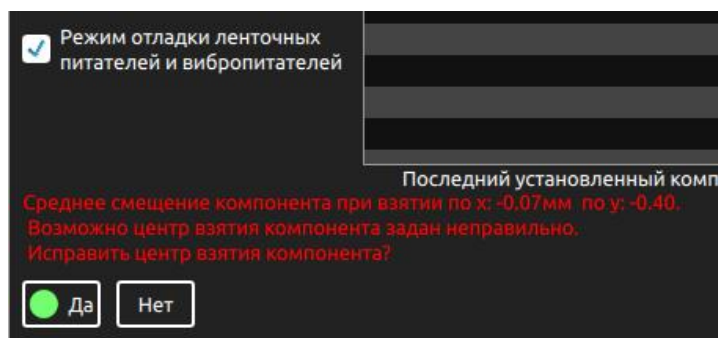 Режим отладки ленточных
питателей и вибропитателей
Последний установленный комп
Среднее смещение компонента при взятии по x: -0.07мм по y: -0.40.
Возможно центр взятия компонента задан неправильно.
Исправить центр взятия компонента?
Да
Нет